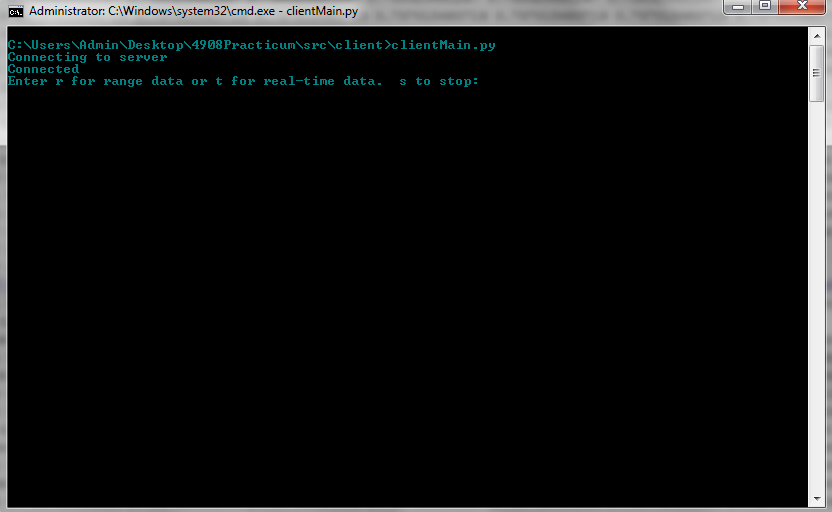 Administrator: C:\Windows\system32\cmd.exe - clientMain.py
C:\Users\Admin\Desktop\4908Practicum\src\client>clientMain.py
Connecting to server
Connected
Enter r for range data or t for real-time data.  s to stop: